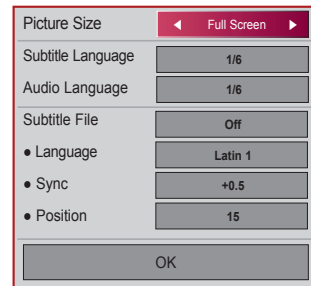 Picture Size ◄ Full Screen ►
Subtitle Language 1/6
Audio Language 1/6
Subtitle File Off
● Language Latin 1
● Sync +0.5
● Position 15
OK